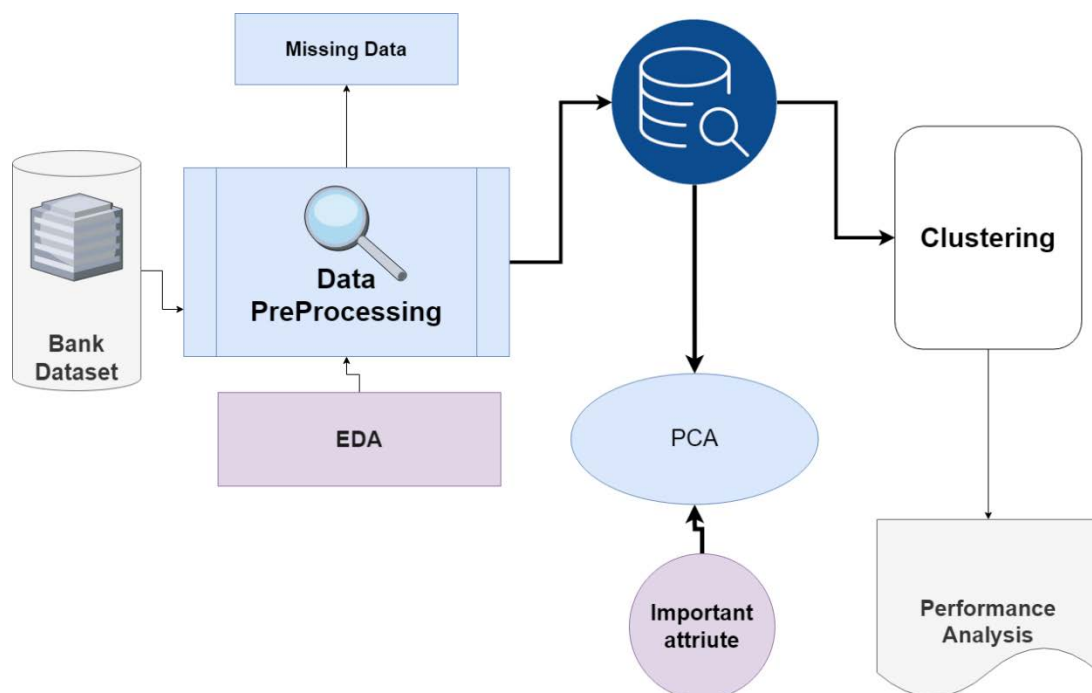 Missing Data
Data
PreProcessing
Bank
Dataset
EDA
Clustering
PCA
Important
attriute
Performance
Analysis